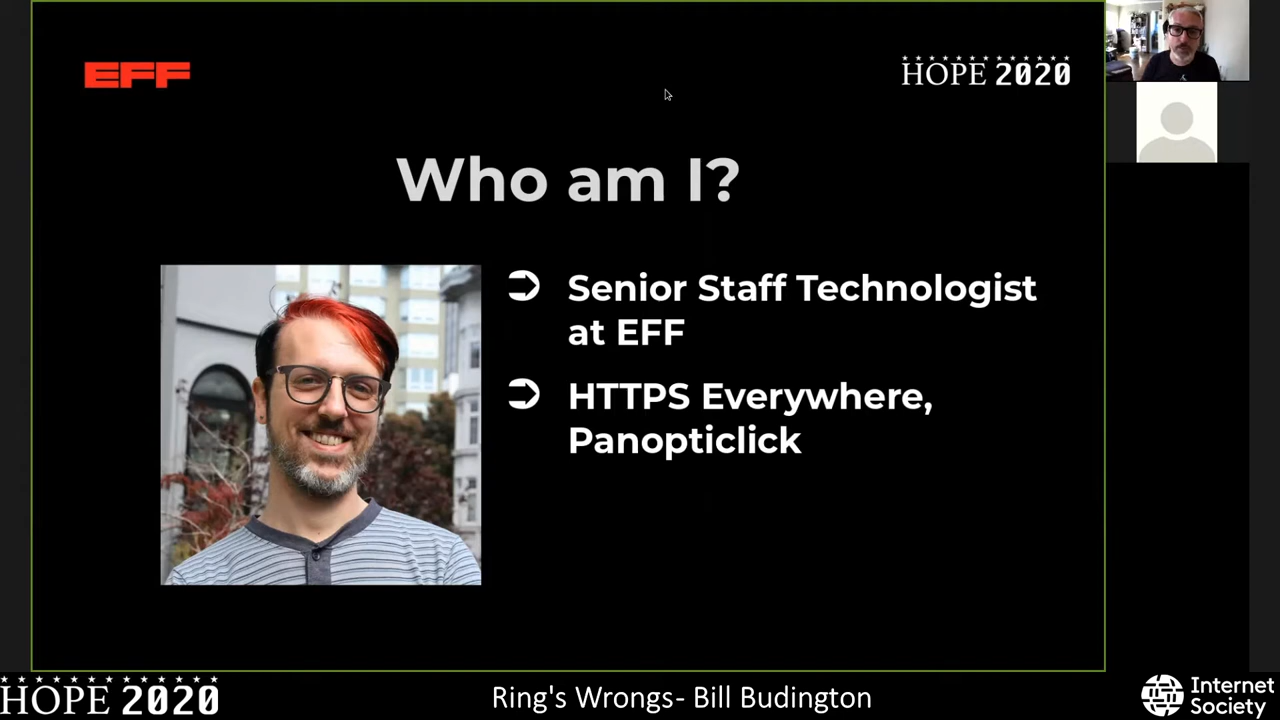 EFF
HOPE 2020
Who am I?
➲ Senior Staff Technologist
at EFF
➲ HTTPS Everywhere,
Panopticlick
HOPE 2020
Ring's Wrongs- Bill Budington
Internet
Society